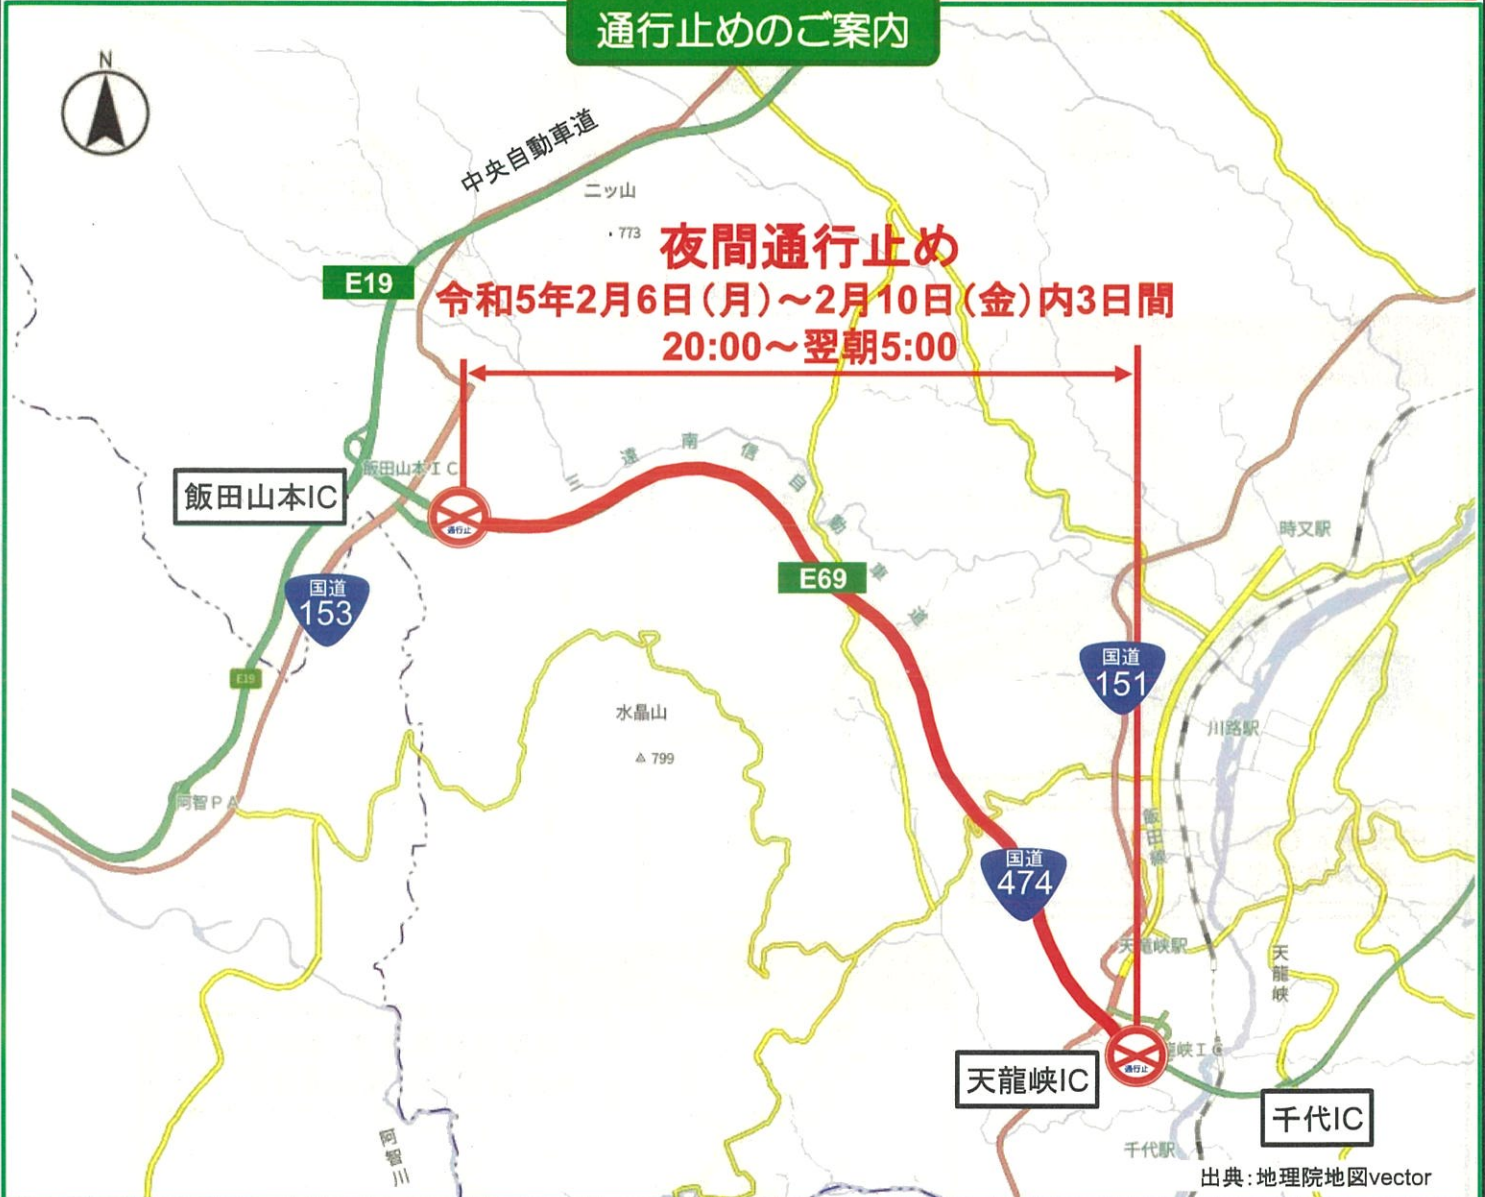 通行止めのご案内
N
中央自動車道
二ッ山
・773
夜間通行止め
E19
令和5年2月6日（月）～2月10日（金）内3日間
20:00～翌朝5:00
三遠南信自動車道
飯田山本IC
飯田山本ＩＣ
通行止
時又駅
E69
国道
153
国道
151
E19
水晶山
799
川路駅
阿智ＰＡ
飯田線
国道
474
天竜峡駅
天龍峡
峡ＩＣ
天龍峡IC
通行止
千代IC
阿智川
千代駅
出典：地理院地図vector